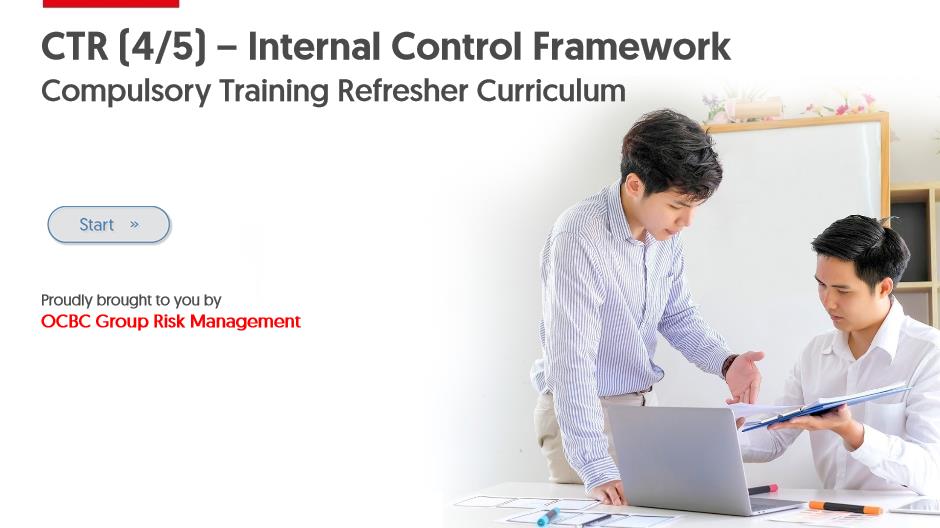 CTR (4/5) – Internal Control Framework
Compulsory Training Refresher Curriculum
Start »
Proudly brought to you by
OCBC Group Risk Management